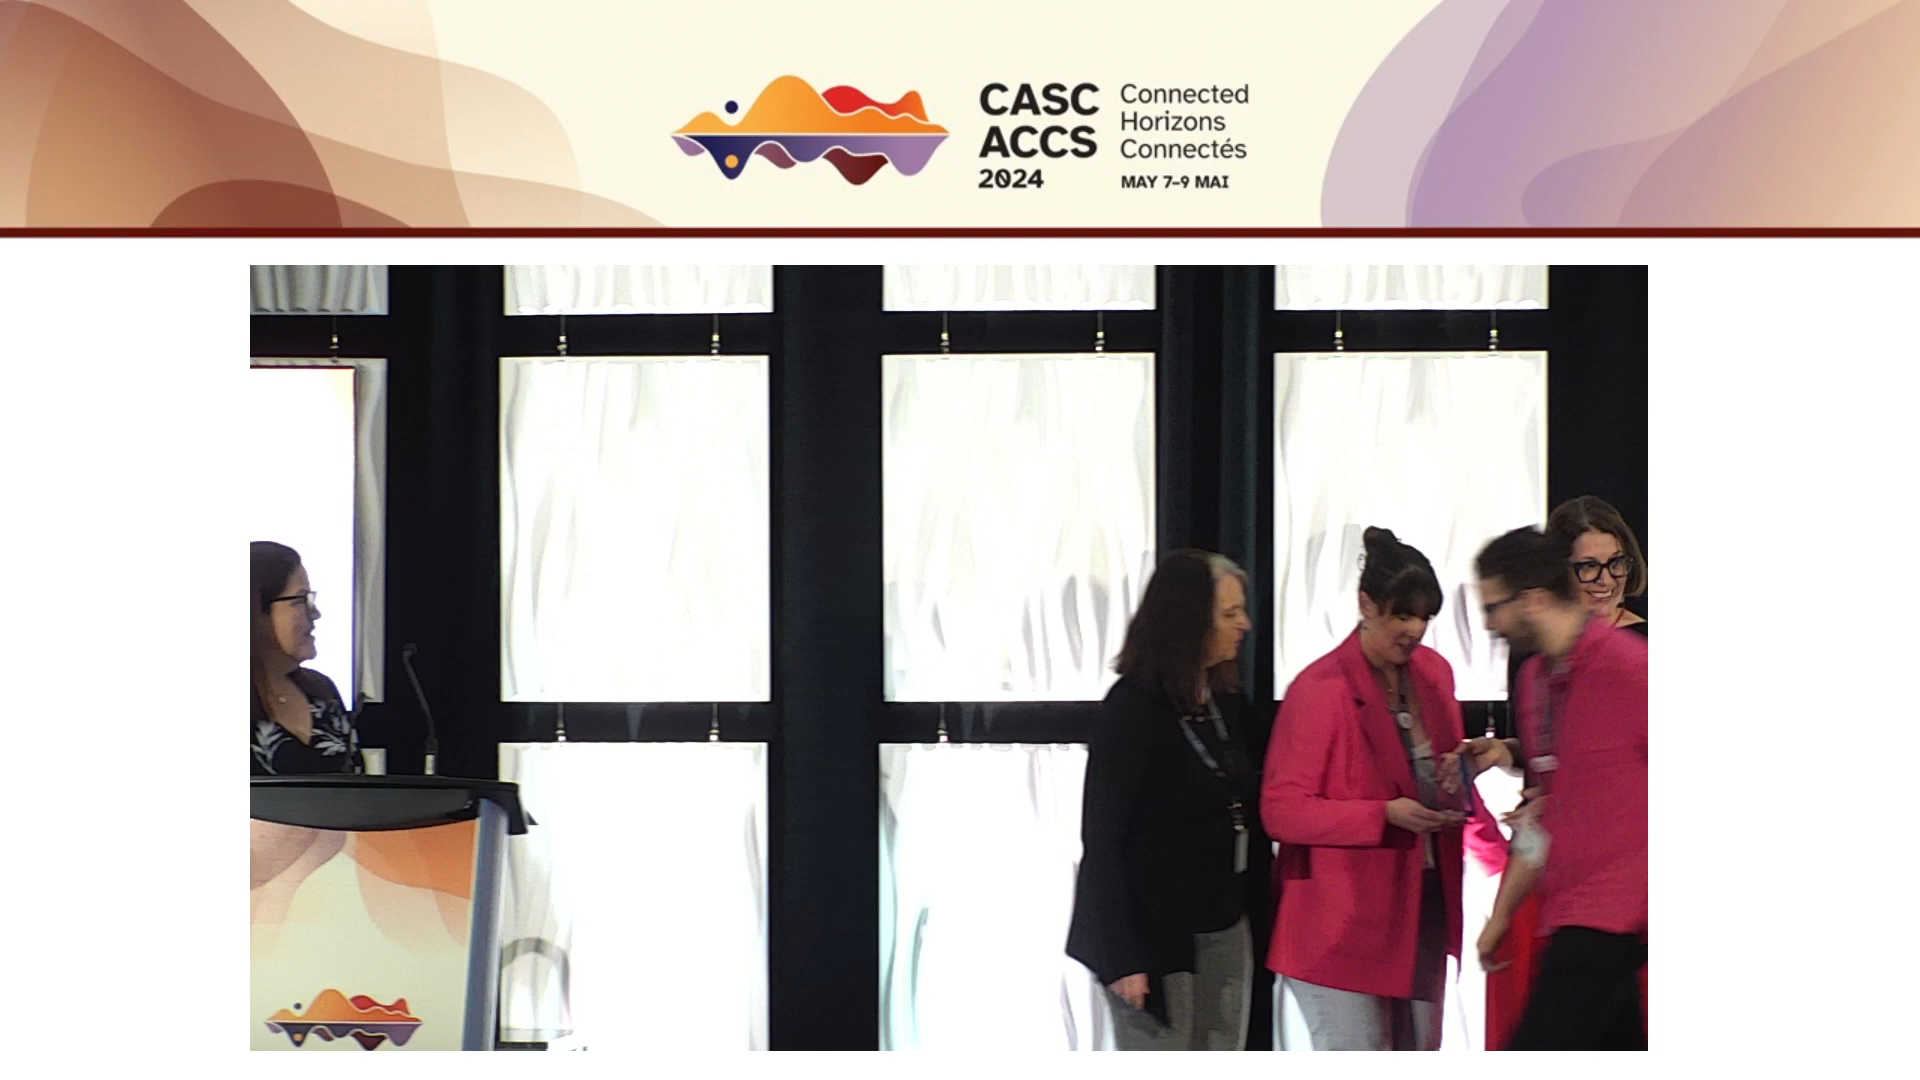 CASC
ACCS
2024
Connected
Horizons
Connectés
MAY 7–9 MAI